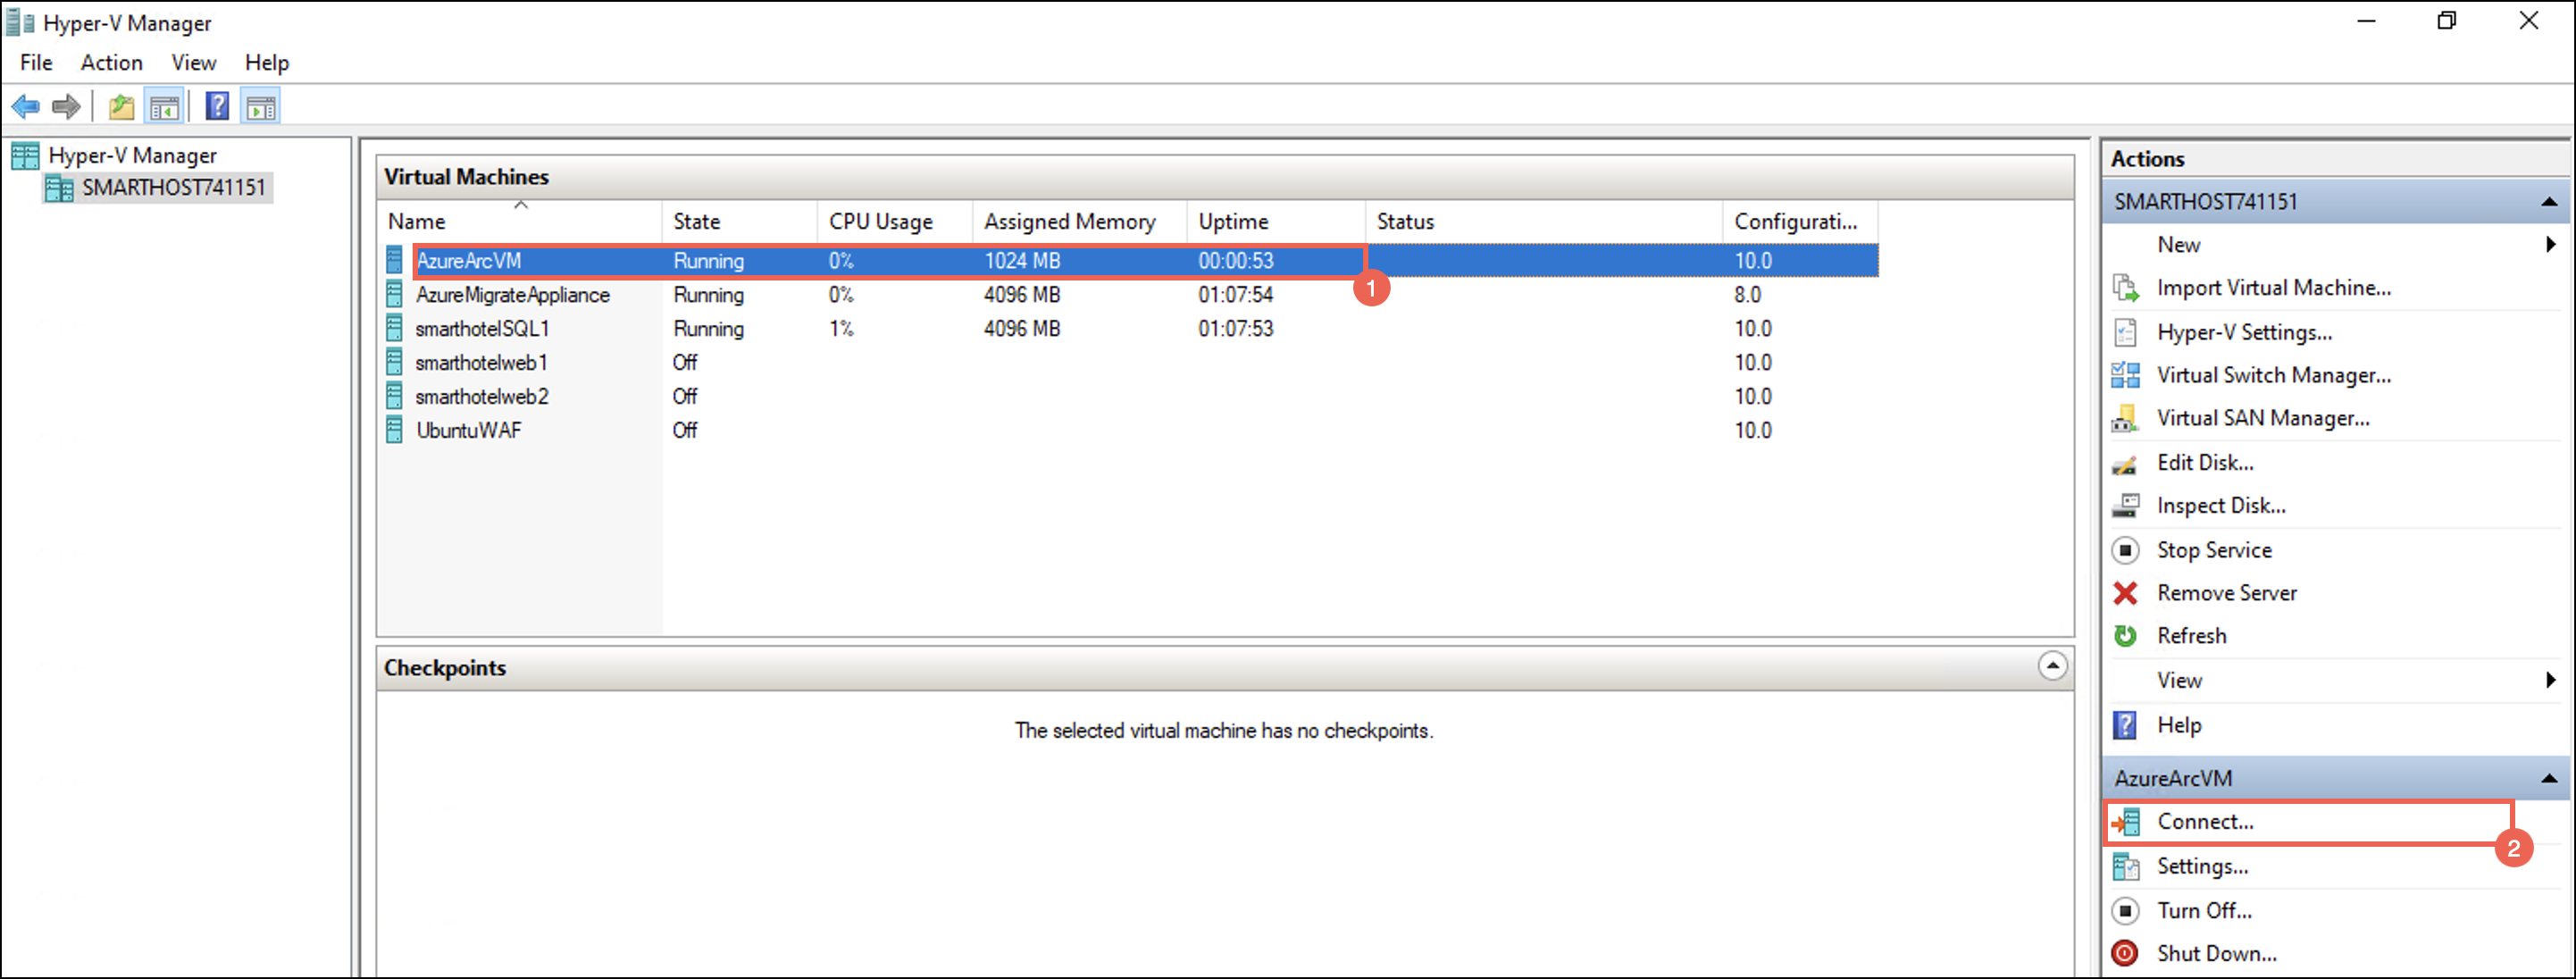 Hyper-V Manager
File Action View Help
Hyper-V Manager
SMARTHOST741151
Virtual Machines
Name State CPU Usage Assigned Memory Uptime Status Configurati...
AzureArcVM Running 0% 1024 MB 00:00:53 10.0
1
AzureMigrateAppliance Running 0% 4096 MB 01:07:54 8.0
smarthotelSQL1 Running 1% 4096 MB 01:07:53 10.0
smarthotelweb1 Off 10.0
smarthotelweb2 Off 10.0
UbuntuWAF Off 10.0
Checkpoints
The selected virtual machine has no checkpoints.
Actions
SMARTHOST741151
New
Import Virtual Machine...
Hyper-V Settings...
Virtual Switch Manager...
Virtual SAN Manager...
Edit Disk...
Inspect Disk...
Stop Service
Remove Server
Refresh
View
Help
AzureArcVM
Connect...
2
Settings...
Turn Off...
Shut Down...